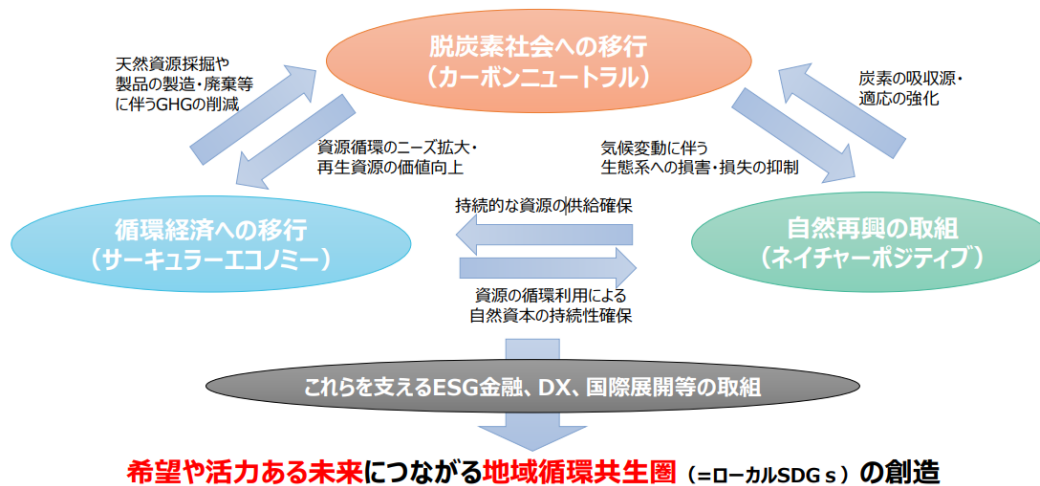 脱炭素社会への移行
（カーボンニュートラル）
天然資源採掘や
製品の製造・廃棄等
に伴うGHGの削減
炭素の吸収源・
適応の強化
資源循環のニーズ拡大・
再生資源の価値向上
気候変動に伴う
生態系への損害・損失の抑制
循環経済への移行
（サーキュラーエコノミー）
持続的な資源の供給確保
自然再興の取組
（ネイチャーポジティブ）
資源の循環利用による
自然資本の持続性確保
これらを支えるESG金融、DX、国際展開等の取組
希望や活力ある未来につながる地域循環共生圏（=ローカルSDGｓ）の創造